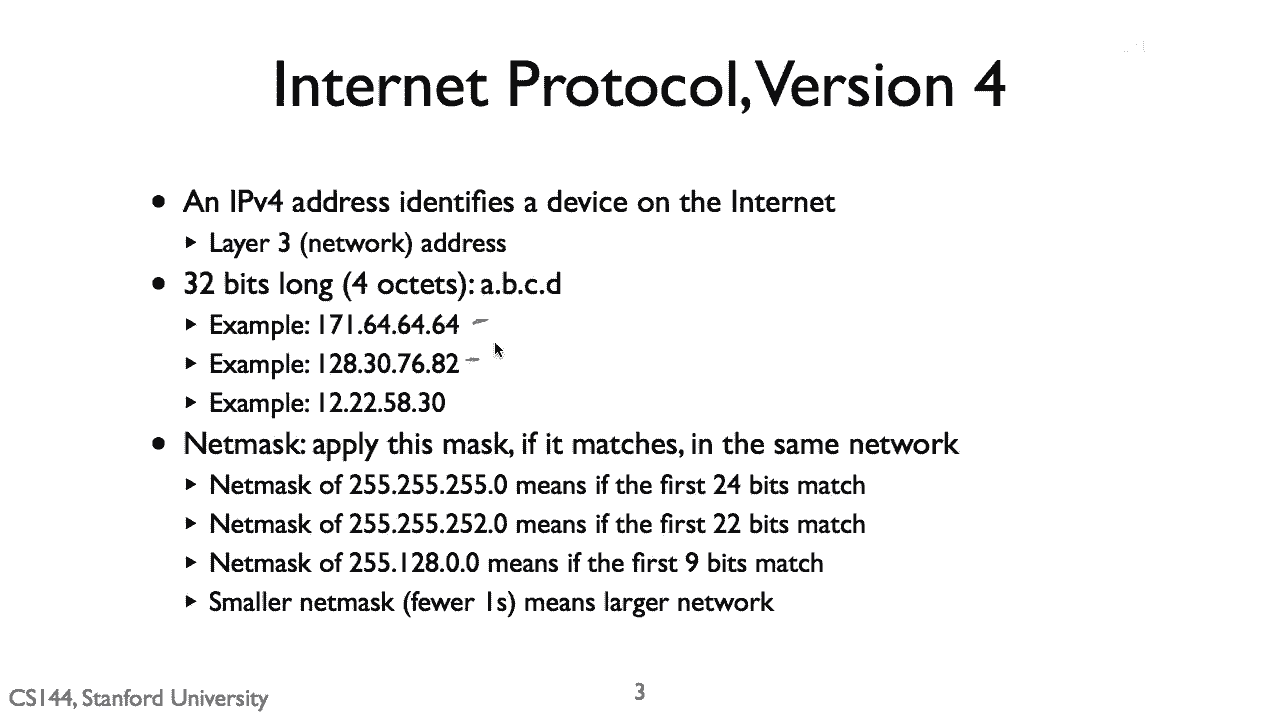 Internet Protocol, Version 4
• An IPv4 address identifies a device on the Internet
▸ Layer 3 (network) address
• 32 bits long (4 octets): a.b.c.d
▸ Example: 171.64.64.64
▸ Example: 128.30.76.82
▸ Example: 12.22.58.30
• Netmask: apply this mask, if it matches, in the same network
▸ Netmask of 255.255.255.0 means if the first 24 bits match
▸ Netmask of 255.255.252.0 means if the first 22 bits match
▸ Netmask of 255.128.0.0 means if the first 9 bits match
▸ Smaller netmask (fewer 1s) means larger network
CS144, Stanford University
3